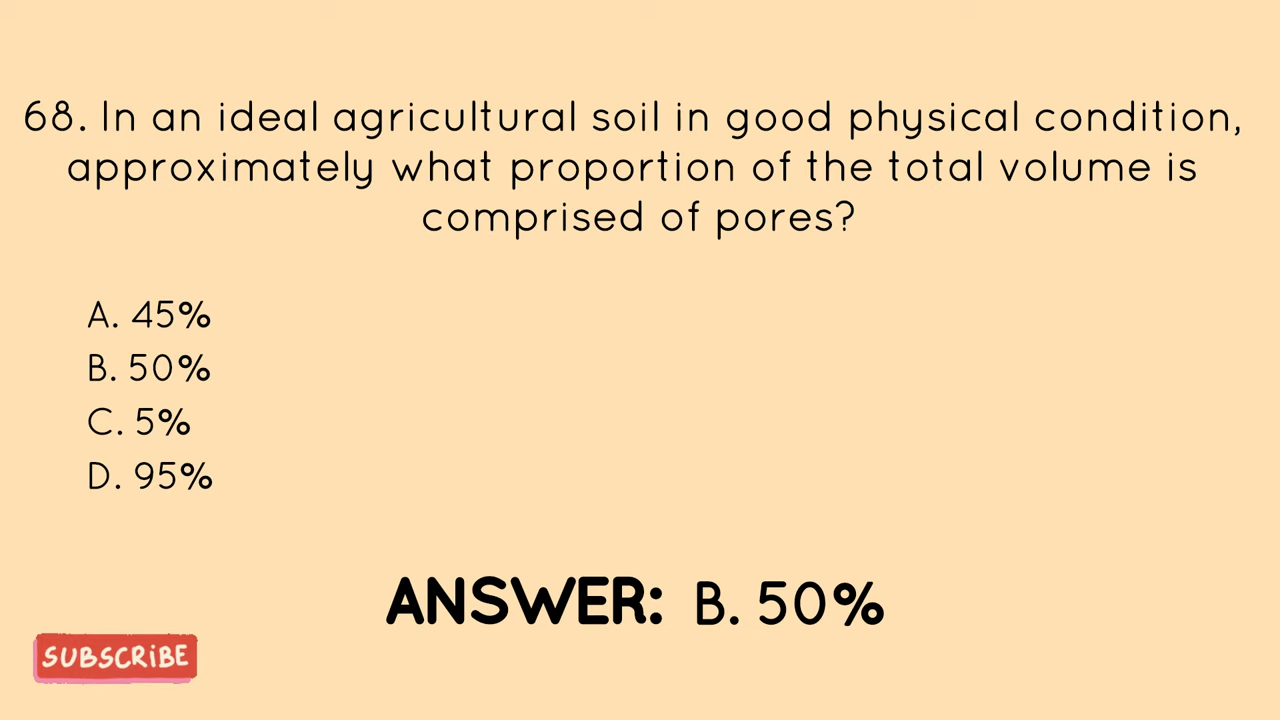 68. In an ideal agricultural soil in good physical condition,
approximately what proportion of the total volume is
comprised of pores?
A. 45%
B. 50%
C. 5%
D. 95%
ANSWER: B. 50%
SUBSCRIBE